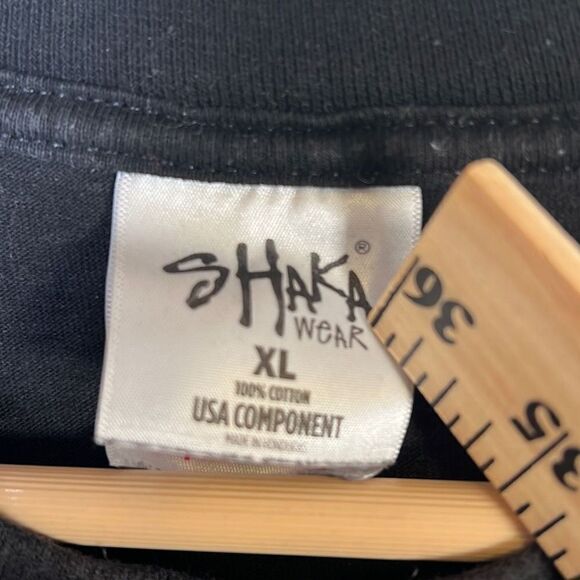 SHAKA®
WEAR
XL
100% COTTON
USA COMPONENT
MADE IN HONDURAS
36
35